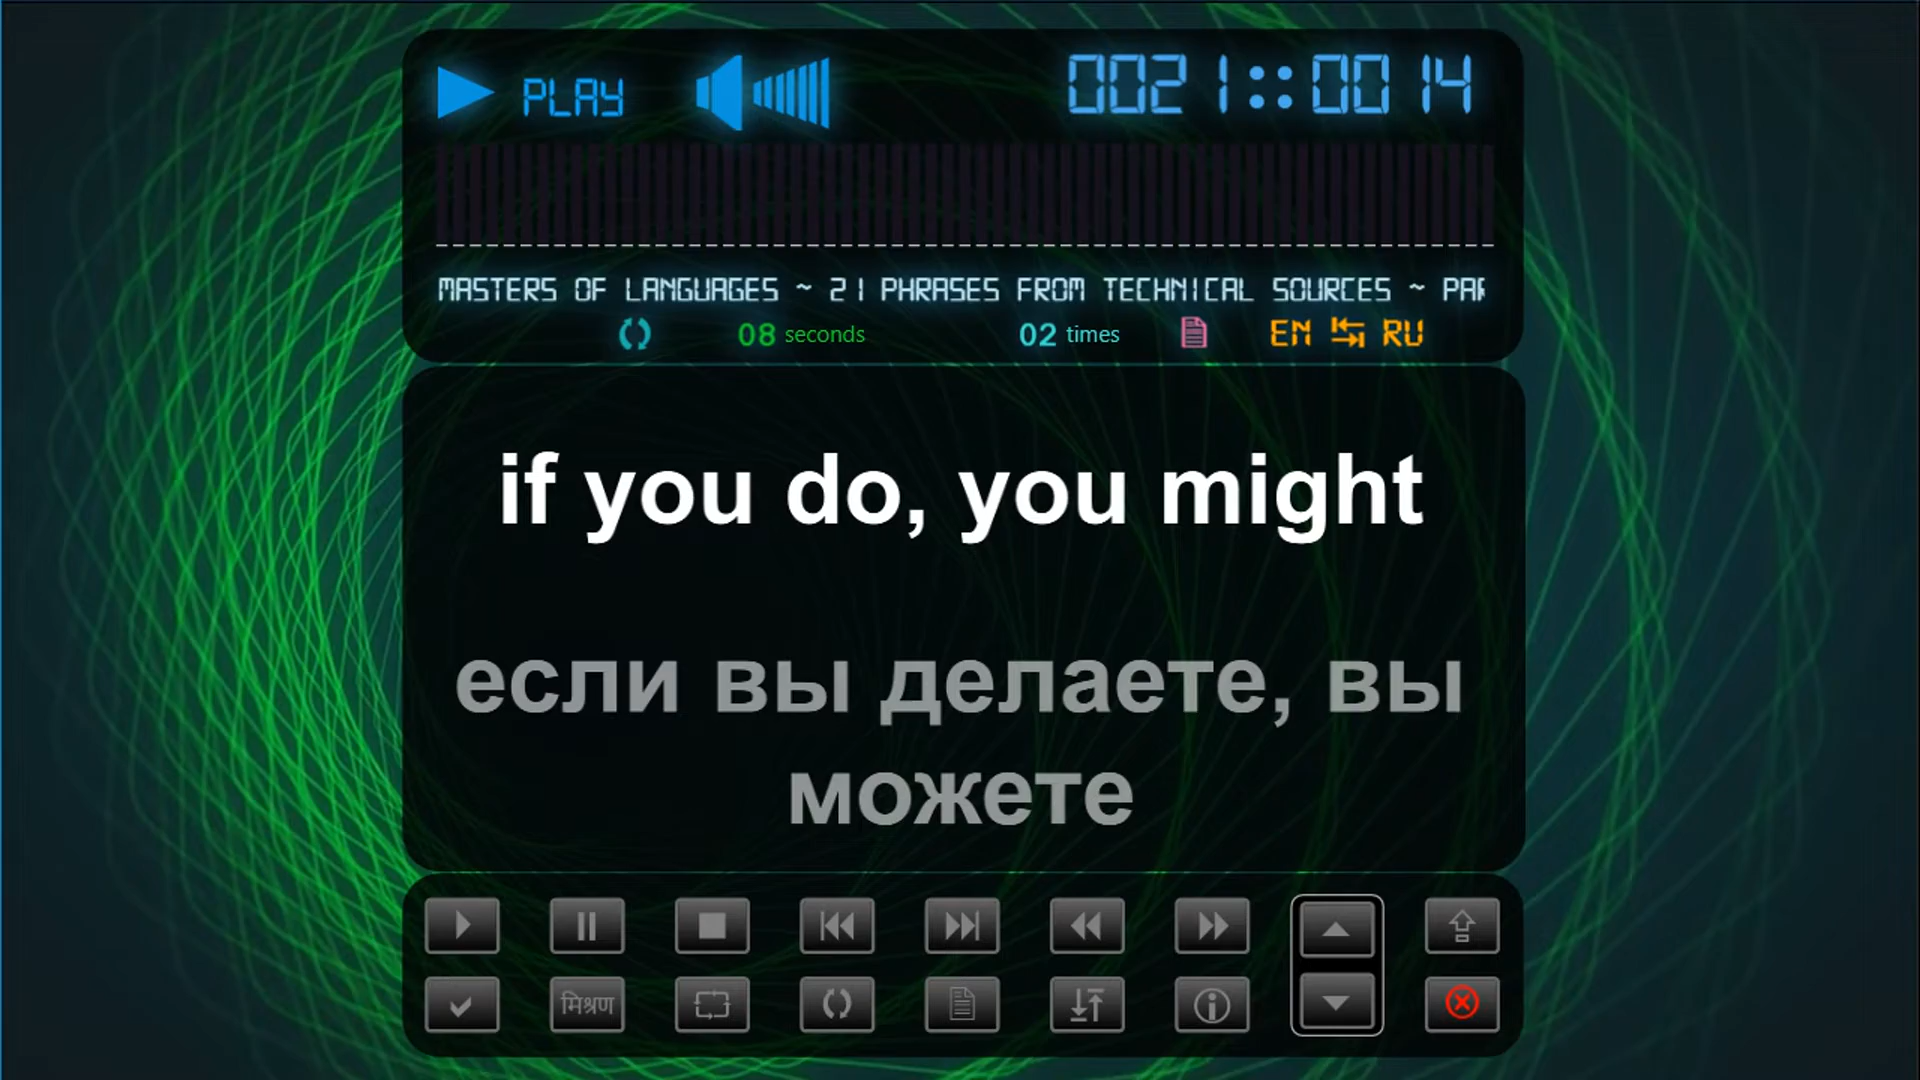 PLAY
0021::0014
MASTERS OF LANGUAGES ~ 21 PHRASES FROM TECHNICAL SOURCES ~ PAR
08 seconds
02 times
EN RU
if you do, you might
если вы делаете, вы
можете
मिश्रण